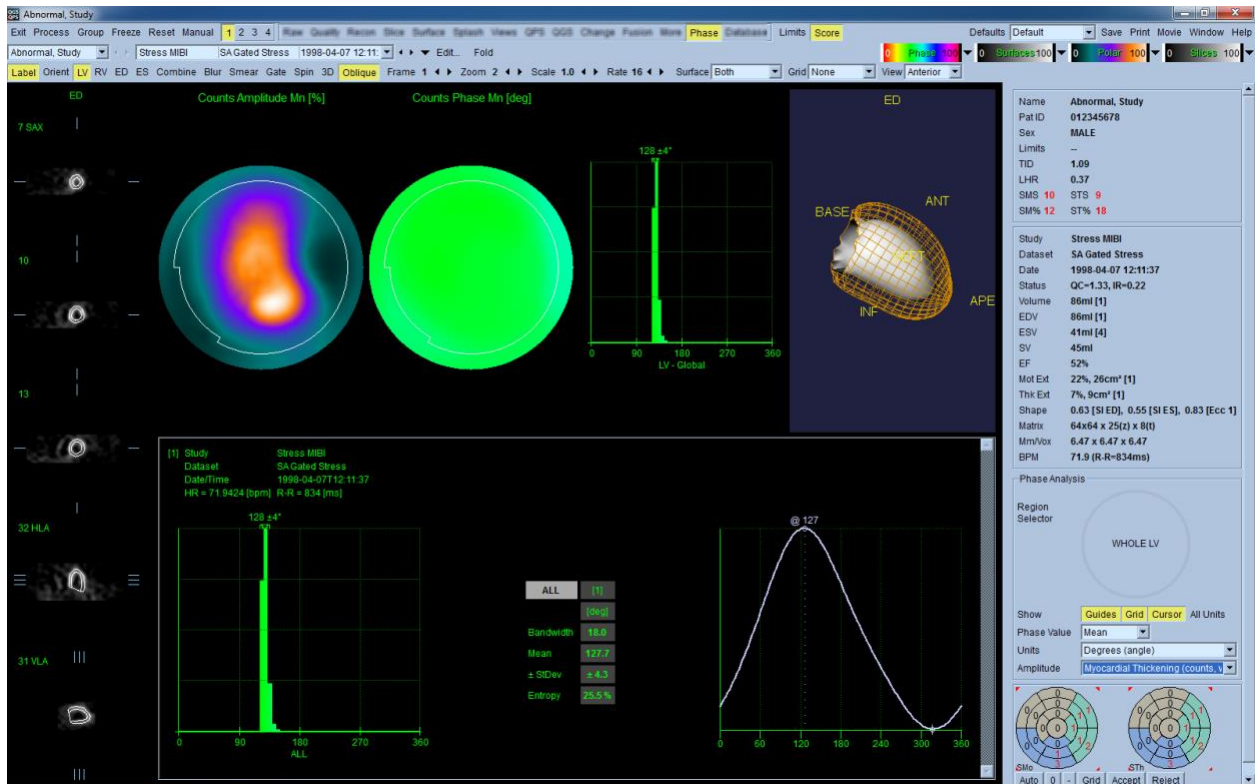 Abnormal, Study
Exit Process Group Freeze Reset Manual 1 2 3 4 Raw Quality Recon Slice Surface Splash Views QPS QGS Change Fusion More Phase Database Limits Score Defaults Default Save Print Movie Window Help
Abnormal, Study Stress MIBI SA Gated Stress 1998-04-07 12:11: Edit... Fold 0 Phase 100 0 Surfaces 100 0 Polar 100 0 Slices 100
Label Orient LV RV ED ES Combine Blur Smear Gate Spin 3D Oblique Frame 1 Zoom 2 Scale 1.0 Rate 16 Surface Both Grid None View Anterior
ED
7 SAX
10
13
32 HLA
31 VLA
Counts Amplitude Mn [%]
Counts Phase Mn [deg]
128 ±4°
0 90 180 270 360
LV - Global
ED
BASE
ANT
INF
APE
[1] Study Stress MIBI
Dataset SA Gated Stress
Date/Time 1998-04-07T12:11:37
HR = 71.9424 [bpm] R-R = 834 [ms]
128 ±4°
0 90 180 270 360
ALL
ALL [1]
[deg]
Bandwidth 18.0
Mean 127.7
± StDev ± 4.3
Entropy 25.5 %
@ 127
0 60 120 180 240 300 360
Name Abnormal, Study
Pat ID 012345678
Sex MALE
Limits --
TID 1.09
LHR 0.37
SMS 10 STS 9
SM% 12 ST% 18
Study Stress MIBI
Dataset SA Gated Stress
Date 1998-04-07 12:11:37
Status QC=1.33, IR=0.22
Volume 86ml [1]
EDV 86ml [1]
ESV 41ml [4]
SV 45ml
EF 52%
Mot Ext 22%, 26cm² [1]
Thk Ext 7%, 9cm² [1]
Shape 0.63 [SI ED], 0.55 [SI ES], 0.83 [Ecc 1]
Matrix 64x64 x 25(z) x 8(t)
Mm/Vox 6.47 x 6.47 x 6.47
BPM 71.9 (R-R=834ms)
Phase Analysis
Region
Selector
WHOLE LV
Show Guides Grid Cursor All Units
Phase Value Mean
Units Degrees (angle)
Amplitude Myocardial Thickening (counts, v
SMo STh
Auto 0 - Grid Accept Reject